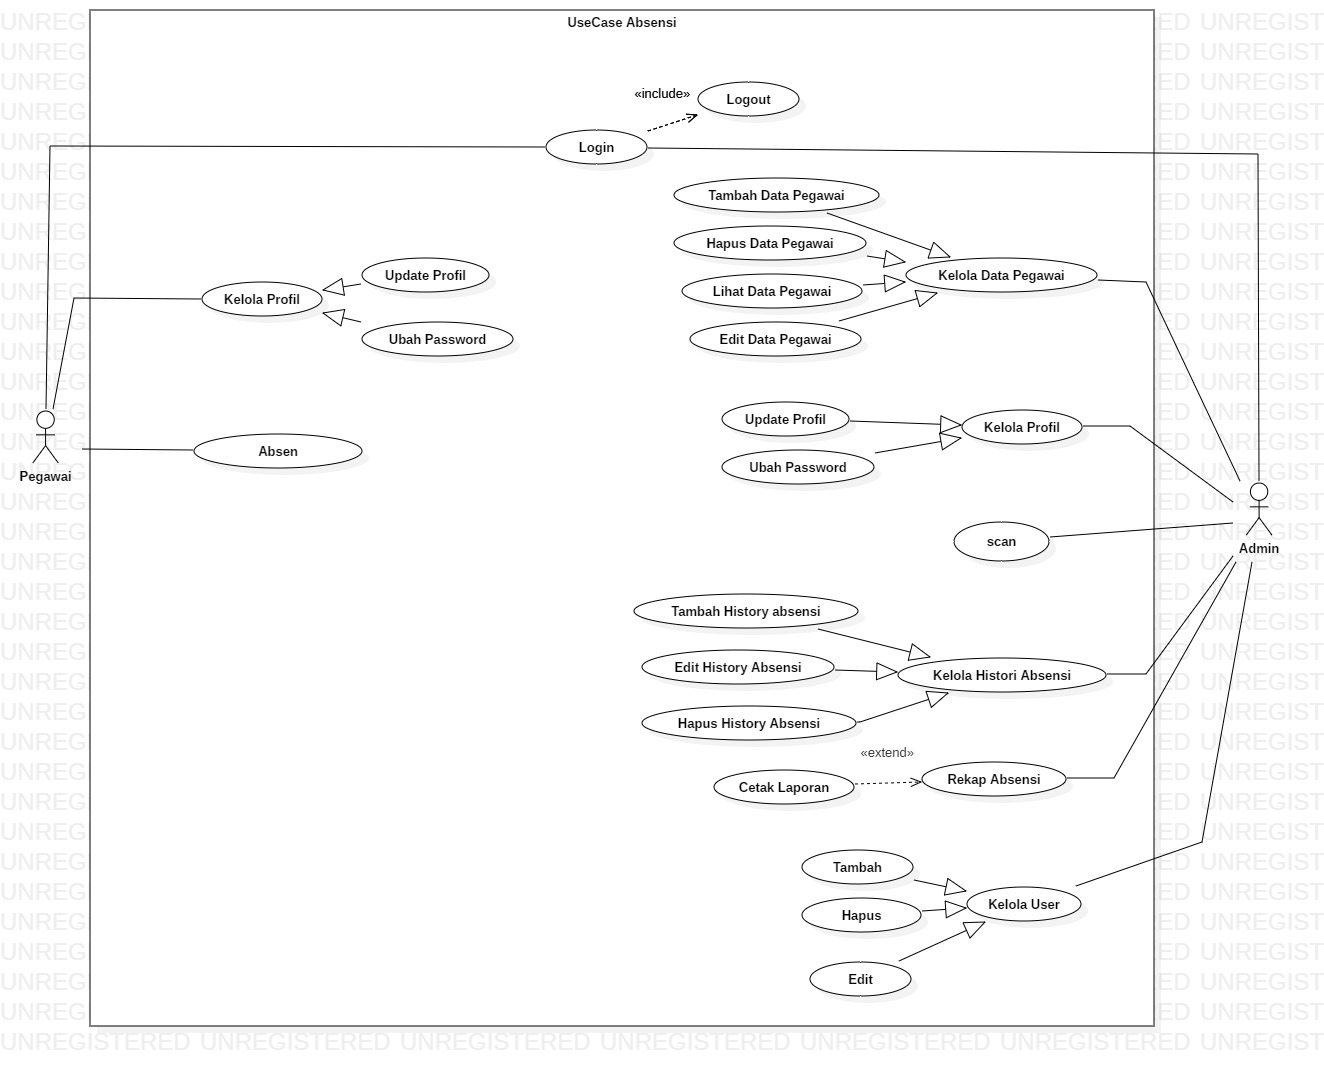 UseCase Absensi
«include»
Logout
Login
Tambah Data Pegawai
Hapus Data Pegawai
Kelola Data Pegawai
Lihat Data Pegawai
Edit Data Pegawai
Update Profil
Kelola Profil
Ubah Password
Pegawai
Absen
Update Profil
Kelola Profil
Ubah Password
scan
Admin
Tambah History absensi
Edit History Absensi
Kelola Histori Absensi
Hapus History Absensi
«extend»
Cetak Laporan
Rekap Absensi
Tambah
Hapus
Kelola User
Edit
UNREGISTERED UNREGISTERED UNREGISTERED UNREGISTERED UNREGISTERED UNREGISTERED UNREGIST